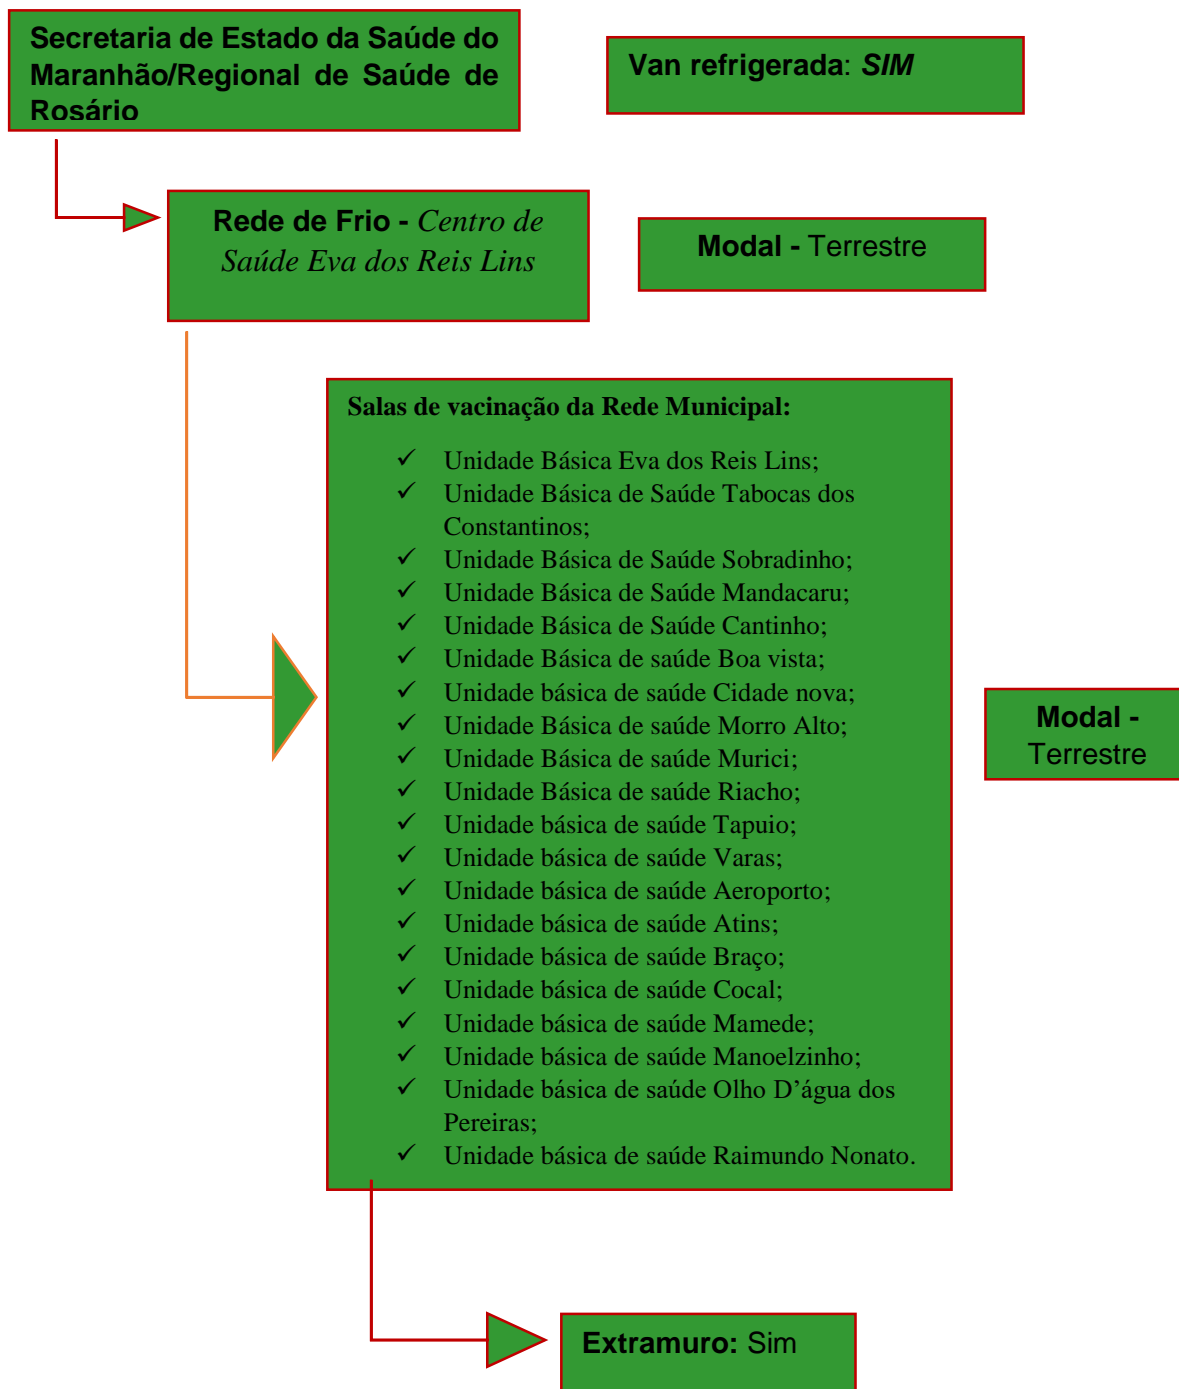 Secretaria de Estado da Saúde do
Maranhão/Regional de Saúde de
Rosário
Van refrigerada: SIM
Rede de Frio - Centro de
Saúde Eva dos Reis Lins
Modal - Terrestre
Salas de vacinação da Rede Municipal:
✓ Unidade Básica Eva dos Reis Lins;
✓ Unidade Básica de Saúde Tabocas dos
Constantinos;
✓ Unidade Básica de Saúde Sobradinho;
✓ Unidade Básica de Saúde Mandacaru;
✓ Unidade Básica de Saúde Cantinho;
✓ Unidade Básica de saúde Boa vista;
✓ Unidade básica de saúde Cidade nova;
✓ Unidade Básica de saúde Morro Alto;
✓ Unidade Básica de saúde Murici;
✓ Unidade Básica de saúde Riacho;
✓ Unidade básica de saúde Tapuio;
✓ Unidade básica de saúde Varas;
✓ Unidade básica de saúde Aeroporto;
✓ Unidade básica de saúde Atins;
✓ Unidade básica de saúde Braço;
✓ Unidade básica de saúde Cocal;
✓ Unidade básica de saúde Mamede;
✓ Unidade básica de saúde Manoelzinho;
✓ Unidade básica de saúde Olho D’água dos
Pereiras;
✓ Unidade básica de saúde Raimundo Nonato.
Modal -
Terrestre
Extramuro: Sim